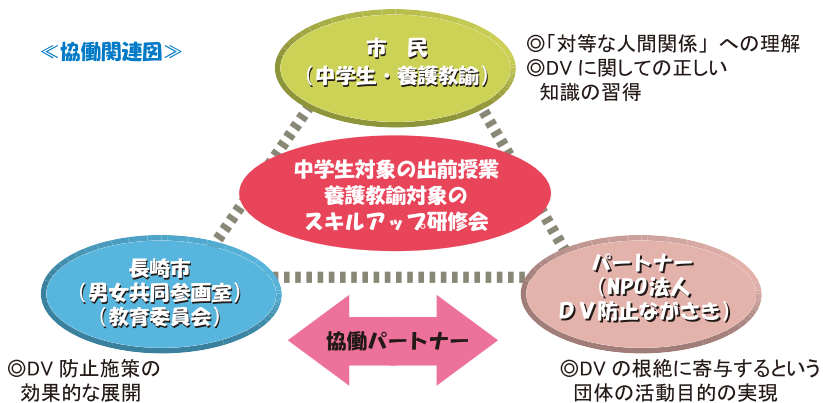 ≪協働関連図≫
市　民
（中学生・養護教諭）
◎「対等な人間関係」への理解
◎DVに関しての正しい
知識の習得
中学生対象の出前授業
養護教諭対象の
スキルアップ研修会
長崎市
（男女共同参画室）
（教育委員会）
パートナー
（NPO法人
ＤＶ防止ながさき）
協働パートナー
◎DV防止施策の
効果的な展開
◎DVの根絶に寄与するという
団体の活動目的の実現